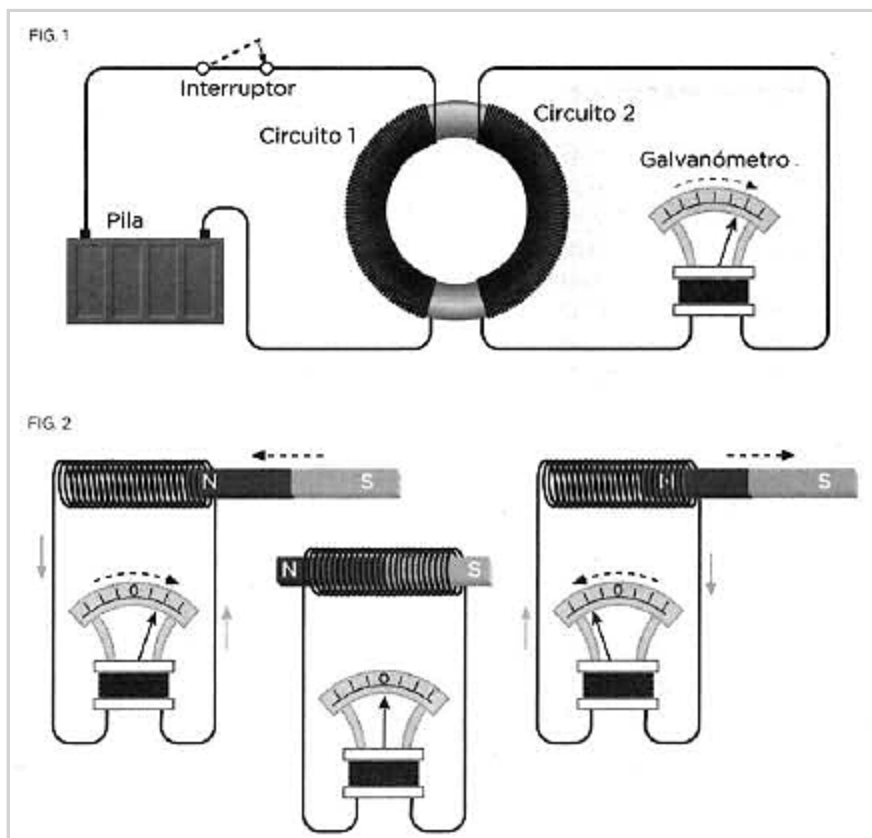 FIG. 1
Interruptor
Circuito 1
Circuito 2
Galvanómetro
Pila
FIG. 2
N
S
N
S
N
S
0
0
0